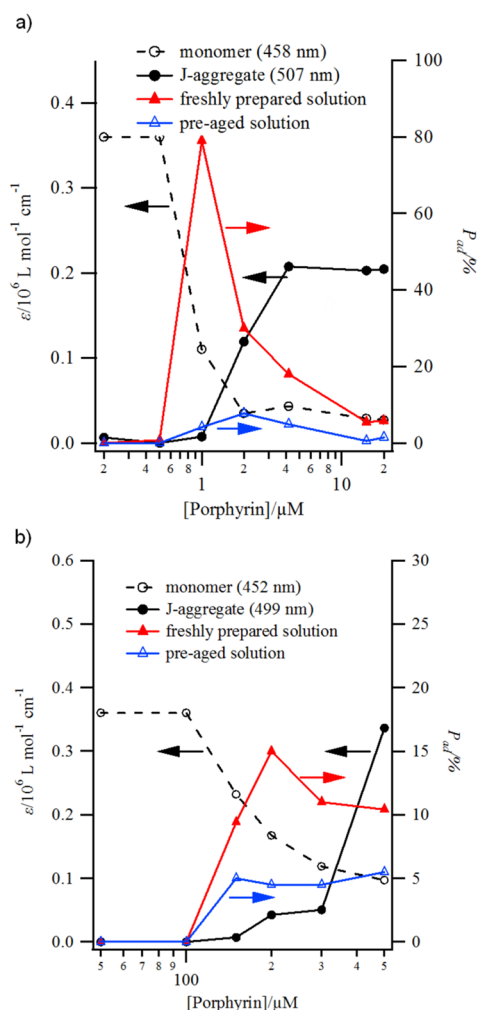 a)
monomer (458 nm)
J-aggregate (507 nm)
freshly prepared solution
pre-aged solution
100
80
60
40
20
0
P_ad/%
0.4
0.3
0.2
0.1
0.0
ε/10⁶ L mol⁻¹ cm⁻¹
2 4 6 8 1 2 4 6 8 10 2
[Porphyrin]/µM
b)
monomer (452 nm)
J-aggregate (499 nm)
freshly prepared solution
pre-aged solution
30
25
20
15
10
5
0
P_ad/%
0.6
0.5
0.4
0.3
0.2
0.1
0.0
ε/10⁶ L mol⁻¹ cm⁻¹
5 6 7 8 9 100 2 3 4 5
[Porphyrin]/µM